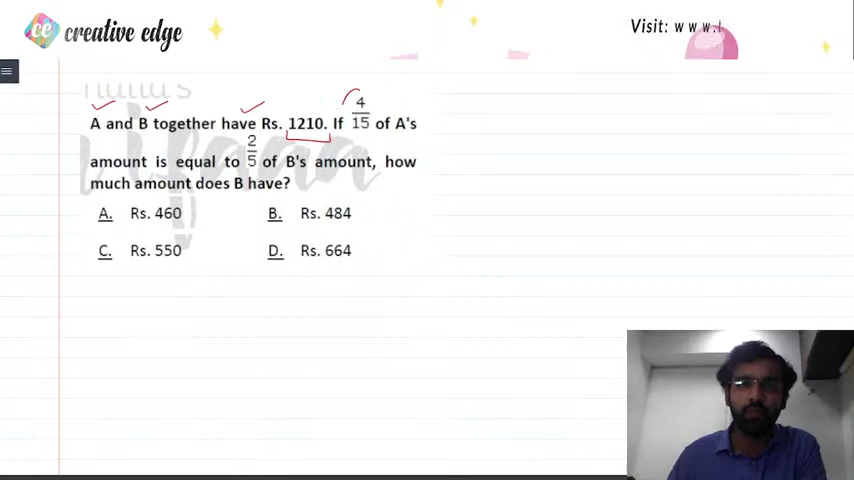 ce creative edge
Visit: www.
A and B together have Rs. 1210. If 4/15 of A's
amount is equal to 2/5 of B's amount, how
much amount does B have?
A. Rs. 460 B. Rs. 484
C. Rs. 550 D. Rs. 664